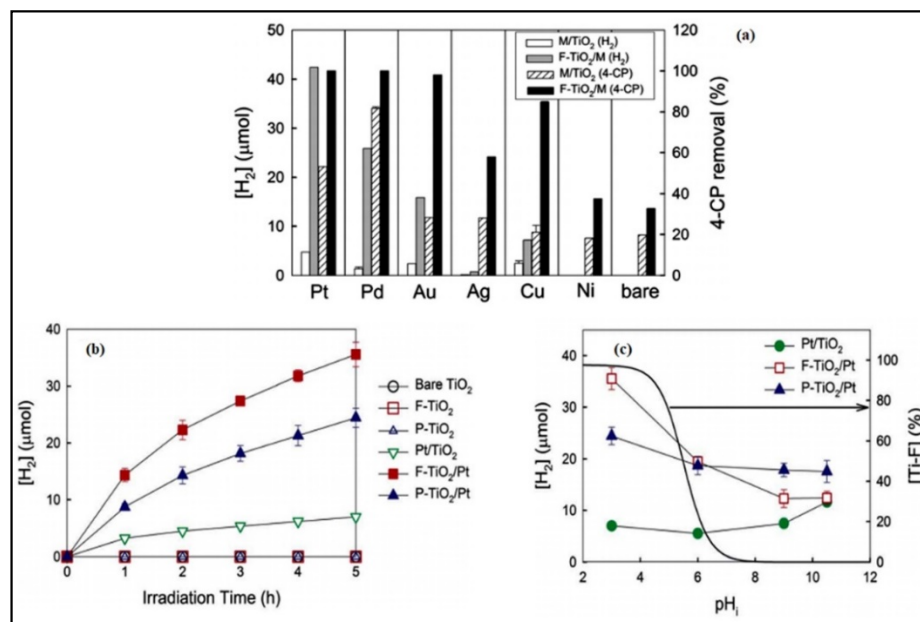 (a)
50
40
30
20
10
0
[H₂] (μmol)
M/TiO₂ (H₂)
F-TiO₂/M (H₂)
M/TiO₂ (4-CP)
F-TiO₂/M (4-CP)
120
100
80
60
40
20
0
4-CP removal (%)
Pt Pd Au Ag Cu Ni bare
(b)
40
30
20
10
0
[H₂] (μmol)
0 1 2 3 4 5
Irradiation Time (h)
Bare TiO₂
F-TiO₂
P-TiO₂
Pt/TiO₂
F-TiO₂/Pt
P-TiO₂/Pt
(c)
40
30
20
10
0
[H₂] (μmol)
Pt/TiO₂
F-TiO₂/Pt
P-TiO₂/Pt
100
80
60
40
20
0
[Ti-F] (%)
2 4 6 8 10 12
pHᵢ